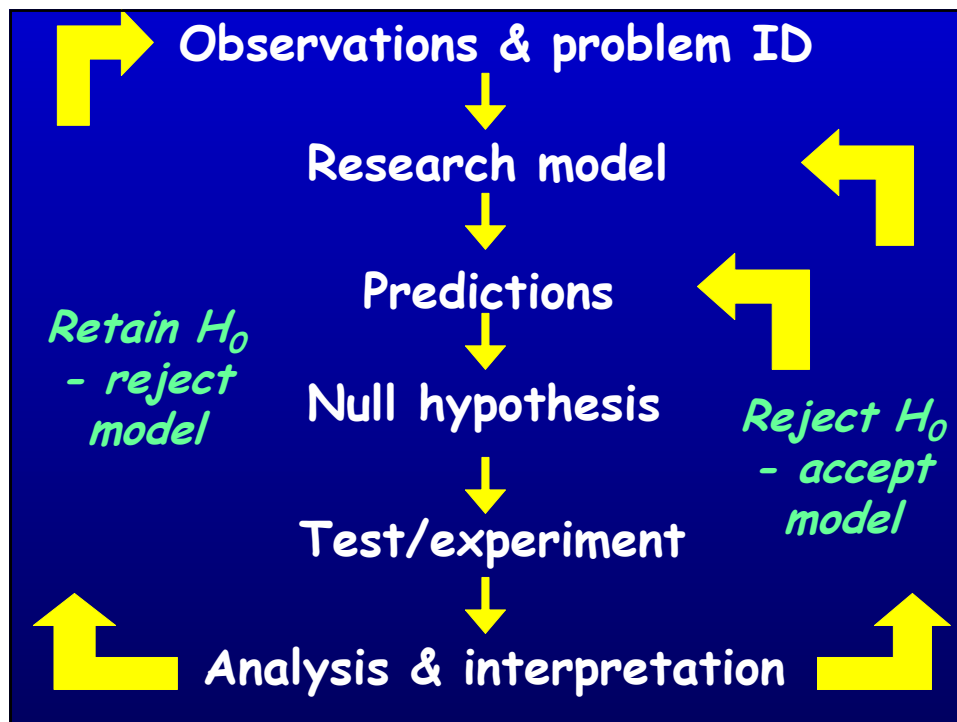 Observations & problem ID
Research model
Predictions
Retain H₀
- reject
model
Null hypothesis
Reject H₀
- accept
model
Test/experiment
Analysis & interpretation